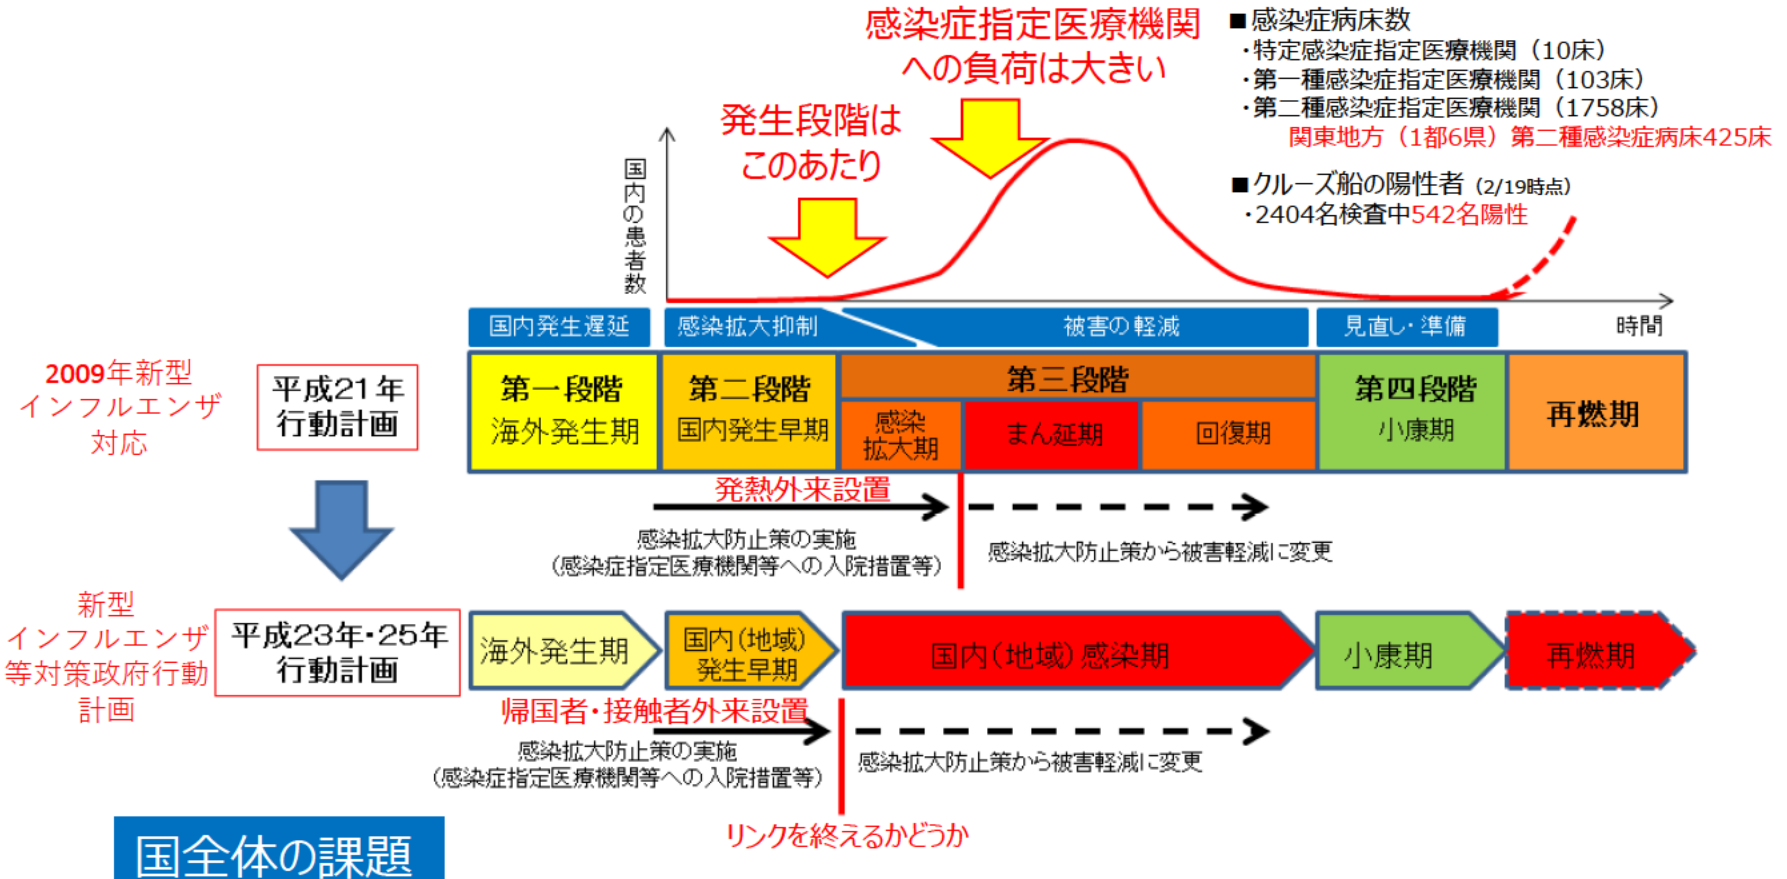 感染症指定医療機関
への負荷は大きい
■感染症病床数
・特定感染症指定医療機関（10床）
・第一種感染症指定医療機関（103床）
・第二種感染症指定医療機関（1758床）
関東地方（1都6県）第二種感染症病床425床
■クルーズ船の陽性者（2/19時点）
・2404名検査中542名陽性
発生段階は
このあたり
国内の患者数
国内発生遅延
感染拡大抑制
被害の軽減
見直し・準備
時間
2009年新型
インフルエンザ
対応
平成21年
行動計画
第一段階
海外発生期
第二段階
国内発生早期
第三段階
感染
拡大期
まん延期
回復期
第四段階
小康期
再燃期
発熱外来設置
感染拡大防止策の実施
（感染症指定医療機関等への入院措置等）
感染拡大防止策から被害軽減に変更
新型
インフルエンザ
等対策政府行動
計画
平成23年・25年
行動計画
海外発生期
国内（地域）
発生早期
国内（地域）感染期
小康期
再燃期
帰国者・接触者外来設置
感染拡大防止策の実施
（感染症指定医療機関等への入院措置等）
感染拡大防止策から被害軽減に変更
リンクを終えるかどうか
国全体の課題